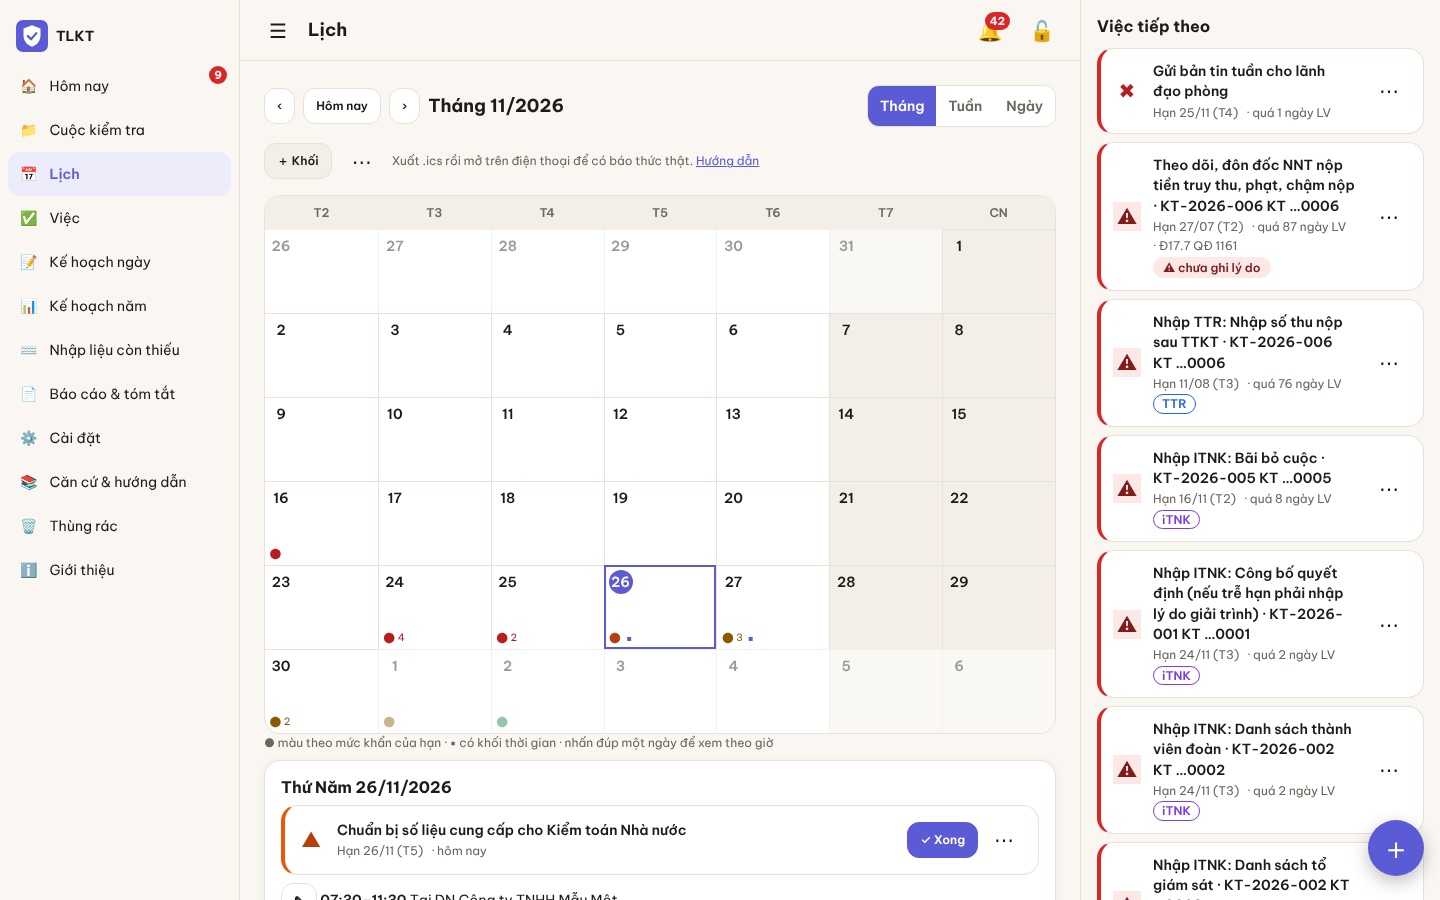 TLKT
Hôm nay
9
Cuộc kiểm tra
Lịch
Việc
Kế hoạch ngày
Kế hoạch năm
Nhập liệu còn thiếu
Báo cáo & tóm tắt
Cài đặt
Căn cứ & hướng dẫn
Thùng rác
Giới thiệu
☰ Lịch
42
‹ Hôm nay › Tháng 11/2026
Tháng Tuần Ngày
+ Khối ⋯ Xuất .ics rồi mở trên điện thoại để có báo thức thật. Hướng dẫn
T2 T3 T4 T5 T6 T7 CN
26 27 28 29 30 31 1
2 3 4 5 6 7 8
9 10 11 12 13 14 15
16 17 18 19 20 21 22
23 24 25 26 27 28 29
4 2 3
30 1 2 3 4 5 6
2
● màu theo mức khẩn của hạn · ▪ có khối thời gian · nhấn đúp một ngày để xem theo giờ
Thứ Năm 26/11/2026
Chuẩn bị số liệu cung cấp cho Kiểm toán Nhà nước
Hạn 26/11 (T5) · hôm nay
✓ Xong ⋯
07:30–11:30 Tại DN Công ty TNHH Mẫu Một
Việc tiếp theo
Gửi bản tin tuần cho lãnh
đạo phòng
Hạn 25/11 (T4) · quá 1 ngày LV
Theo dõi, đôn đốc NNT nộp
tiền truy thu, phạt, chậm nộp
· KT-2026-006 KT …0006
Hạn 27/07 (T2) · quá 87 ngày LV
· Đ17.7 QĐ 1161
⚠ chưa ghi lý do
Nhập TTR: Nhập số thu nộp
sau TTKT · KT-2026-006
KT …0006
Hạn 11/08 (T3) · quá 76 ngày LV
TTR
Nhập ITNK: Bãi bỏ cuộc ·
KT-2026-005 KT …0005
Hạn 16/11 (T2) · quá 8 ngày LV
iTNK
Nhập ITNK: Công bố quyết
định (nếu trễ hạn phải nhập
lý do giải trình) · KT-2026-
001 KT …0001
Hạn 24/11 (T3) · quá 2 ngày LV
iTNK
Nhập ITNK: Danh sách thành
viên đoàn · KT-2026-002
KT …0002
Hạn 24/11 (T3) · quá 2 ngày LV
iTNK
Nhập ITNK: Danh sách tổ
giám sát · KT-2026-002 KT
+